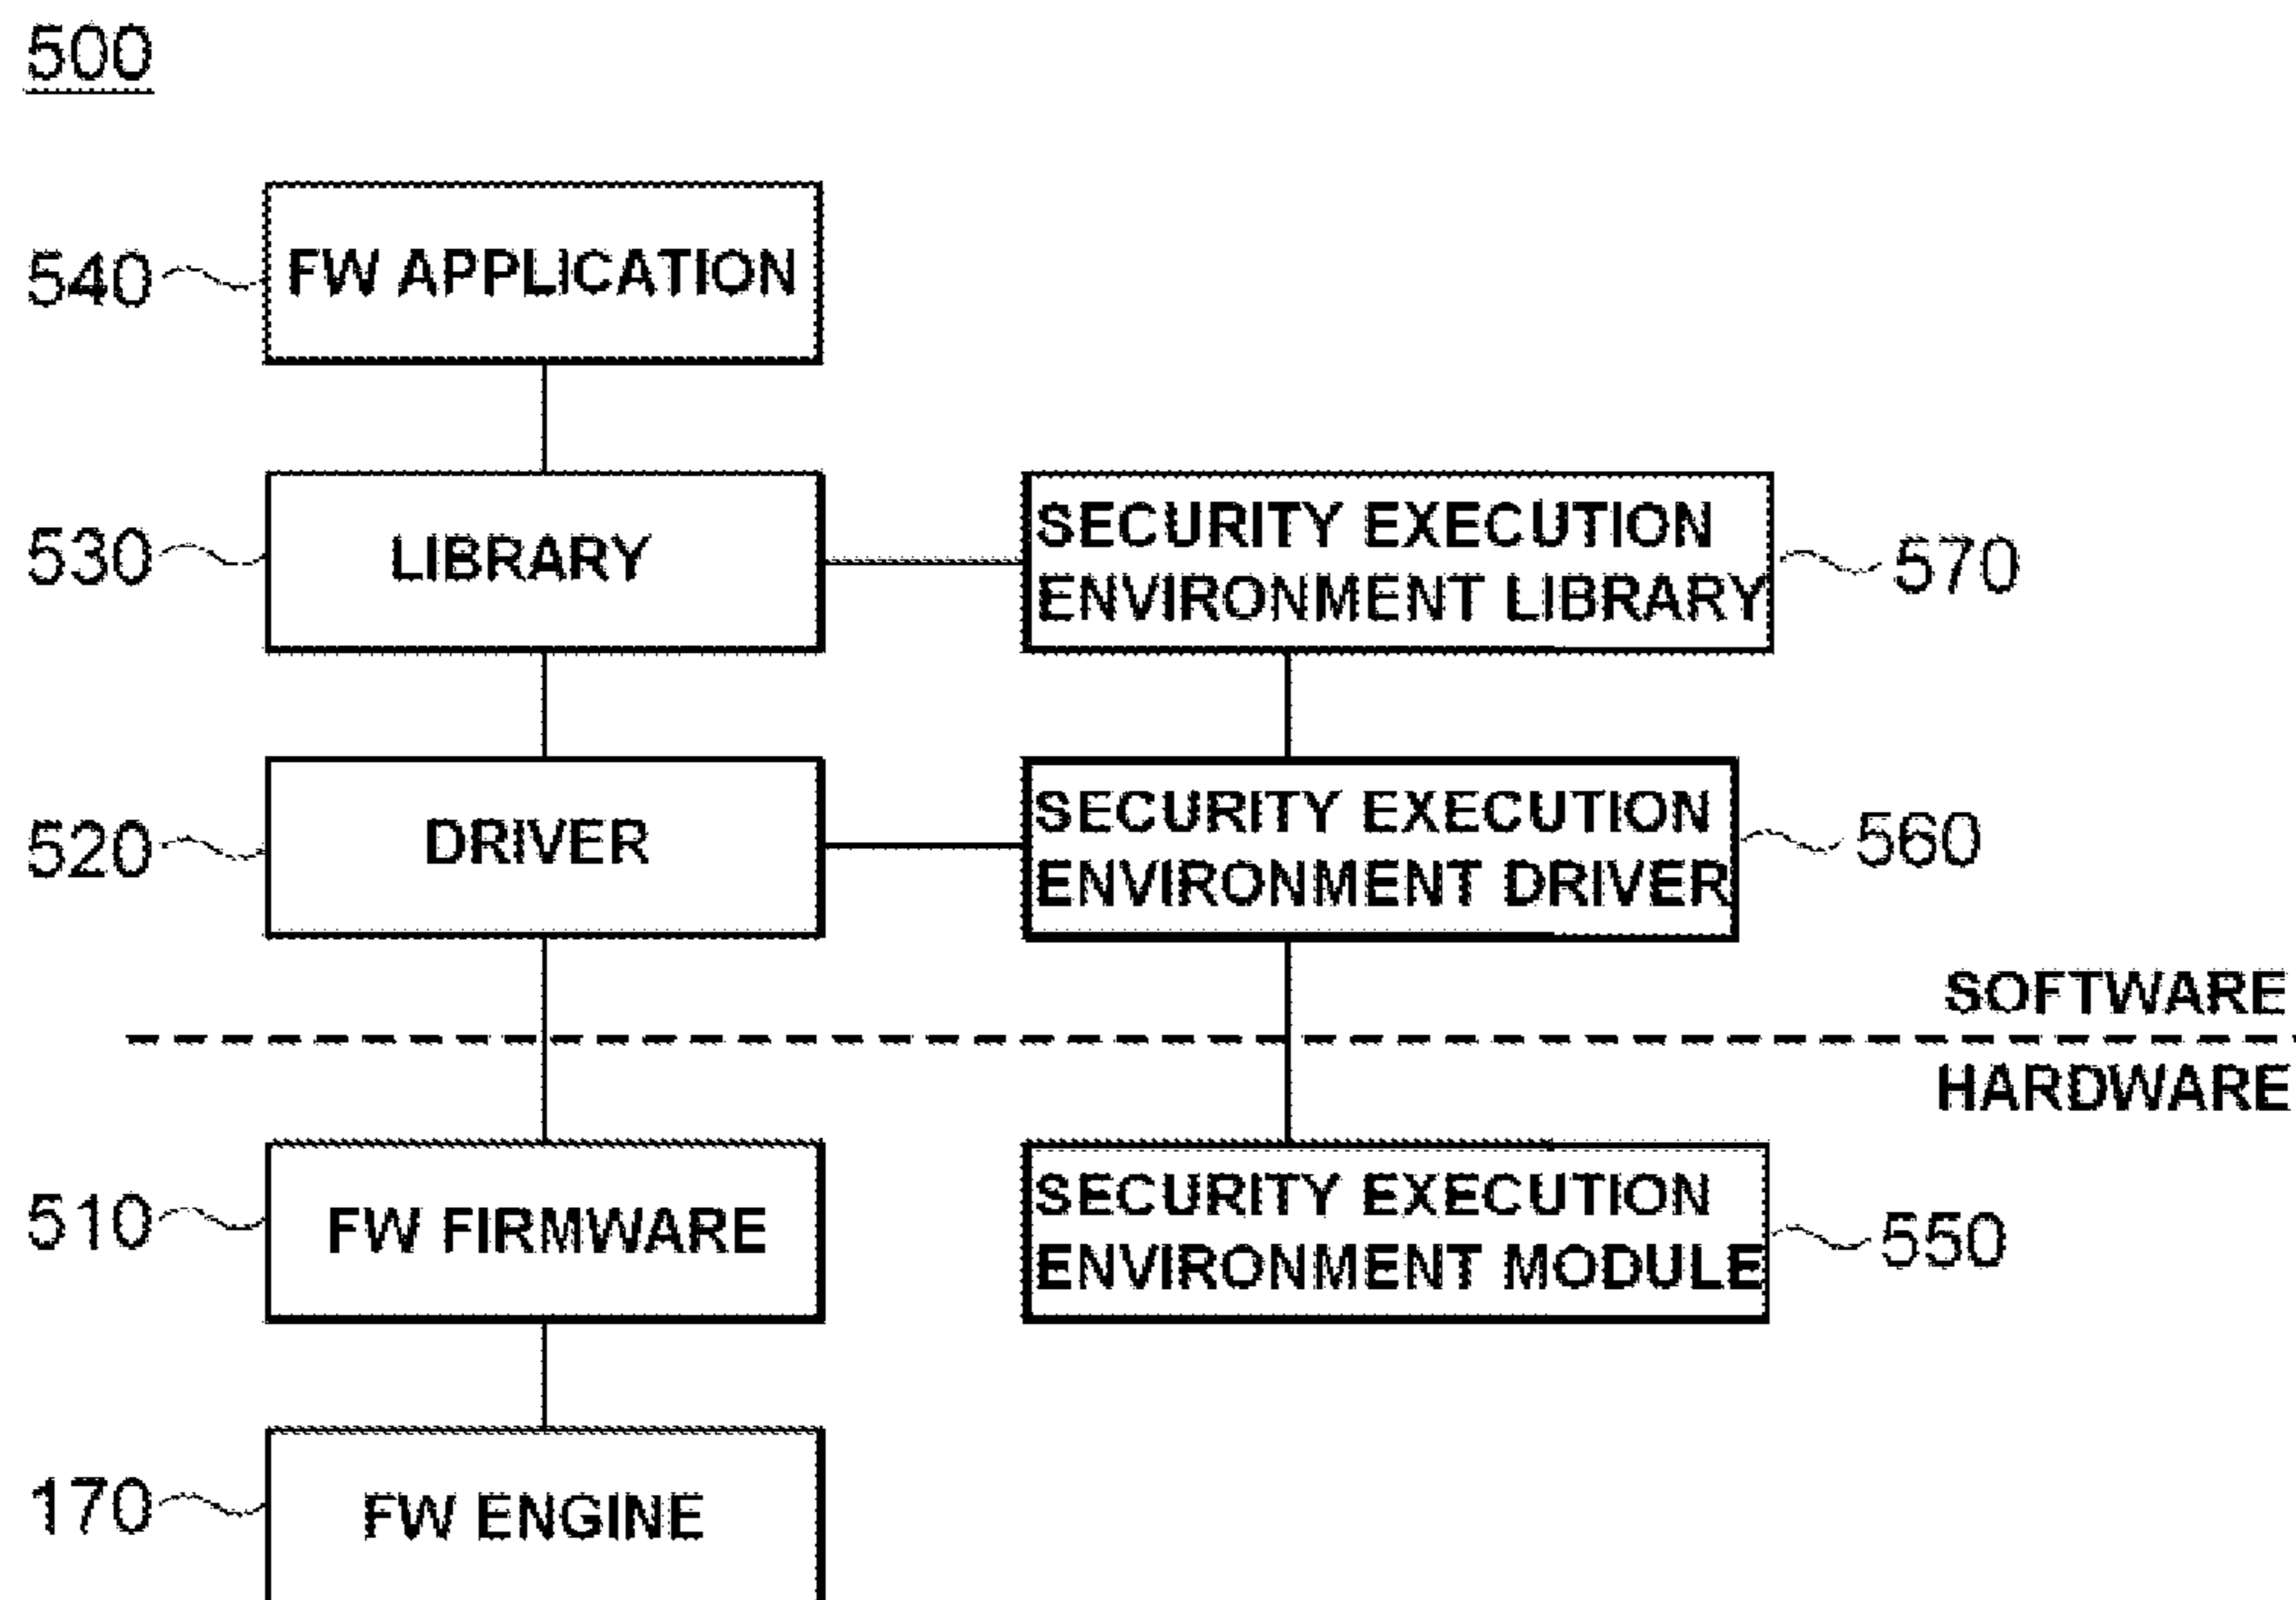 500
540
FW APPLICATION
530
LIBRARY
SECURITY EXECUTION
ENVIRONMENT LIBRARY
570
520
DRIVER
SECURITY EXECUTION
ENVIRONMENT DRIVER
560
SOFTWARE
HARDWARE
510
FW FIRMWARE
SECURITY EXECUTION
ENVIRONMENT MODULE
550
170
FW ENGINE